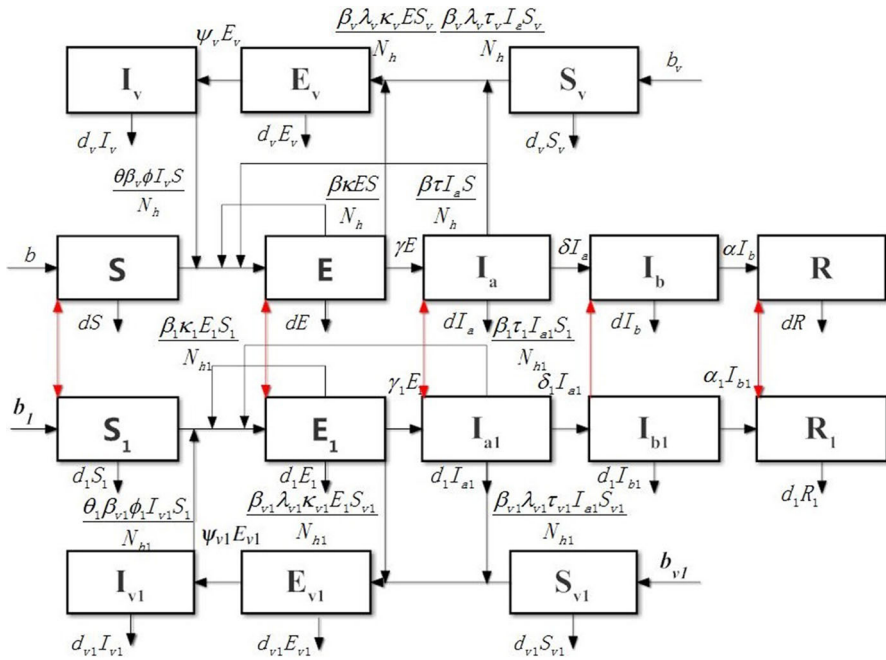 ψ_v E_v β_v λ_v κ_v ES_v / N_h β_v λ_v τ_v I_a S_v / N_h
I_v E_v S_v b_v
d_v I_v d_v E_v d_v S_v
θβ_v ϕI_v S / N_h βκES / N_h βτI_a S / N_h
γE δI_a αI_b
b S E I_a I_b R
dS dE dI_a dI_b dR
β_1 κ_1 E_1 S_1 / N_h1 β_1 τ_1 I_a1 S_1 / N_h1
γ_1 E_1 δ_1 I_a1 α_1 I_b1
b_1 S_1 E_1 I_a1 I_b1 R_1
d_1 S_1 d_1 E_1 d_1 I_a1 d_1 I_b1 d_1 R_1
θ_1 β_v1 ϕ_1 I_v1 S_1 / N_h1 β_v1 λ_v1 κ_v1 E_1 S_v1 / N_h1 β_v1 λ_v1 τ_v1 I_a1 S_v1 / N_h1
ψ_v1 E_v1
I_v1 E_v1 S_v1 b_v1
d_v1 I_v1 d_v1 E_v1 d_v1 S_v1